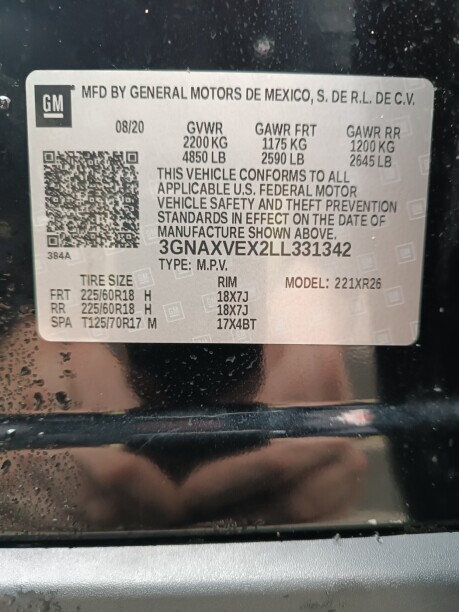 GM
MFD BY GENERAL MOTORS DE MEXICO, S. DE R.L. DE C.V.
08/20 GVWR GAWR FRT GAWR RR
2200 KG 1175 KG 1200 KG
4850 LB 2590 LB 2645 LB
THIS VEHICLE CONFORMS TO ALL
APPLICABLE U.S. FEDERAL MOTOR
VEHICLE SAFETY AND THEFT PREVENTION
STANDARDS IN EFFECT ON THE DATE OF
MANUFACTURE SHOWN ABOVE.
384A 3GNAXVEX2LL331342
TYPE: M.P.V.
TIRE SIZE RIM MODEL: 221XR26
FRT 225/60R18 H 18X7J
RR 225/60R18 H 18X7J
SPA T125/70R17 M 17X4BT